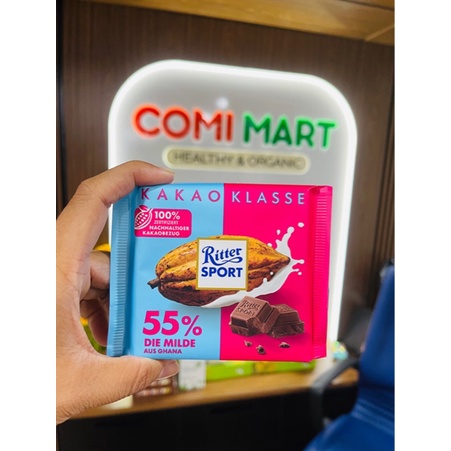 COMI MART
HEALTHY & ORGANIC
KAKAO KLASSE
100%
ZERTIFIZIERT
NACHHALTIGER
KAKAOBEZUG
Ritter
SPORT
55%
DIE MILDE
AUS GHANA